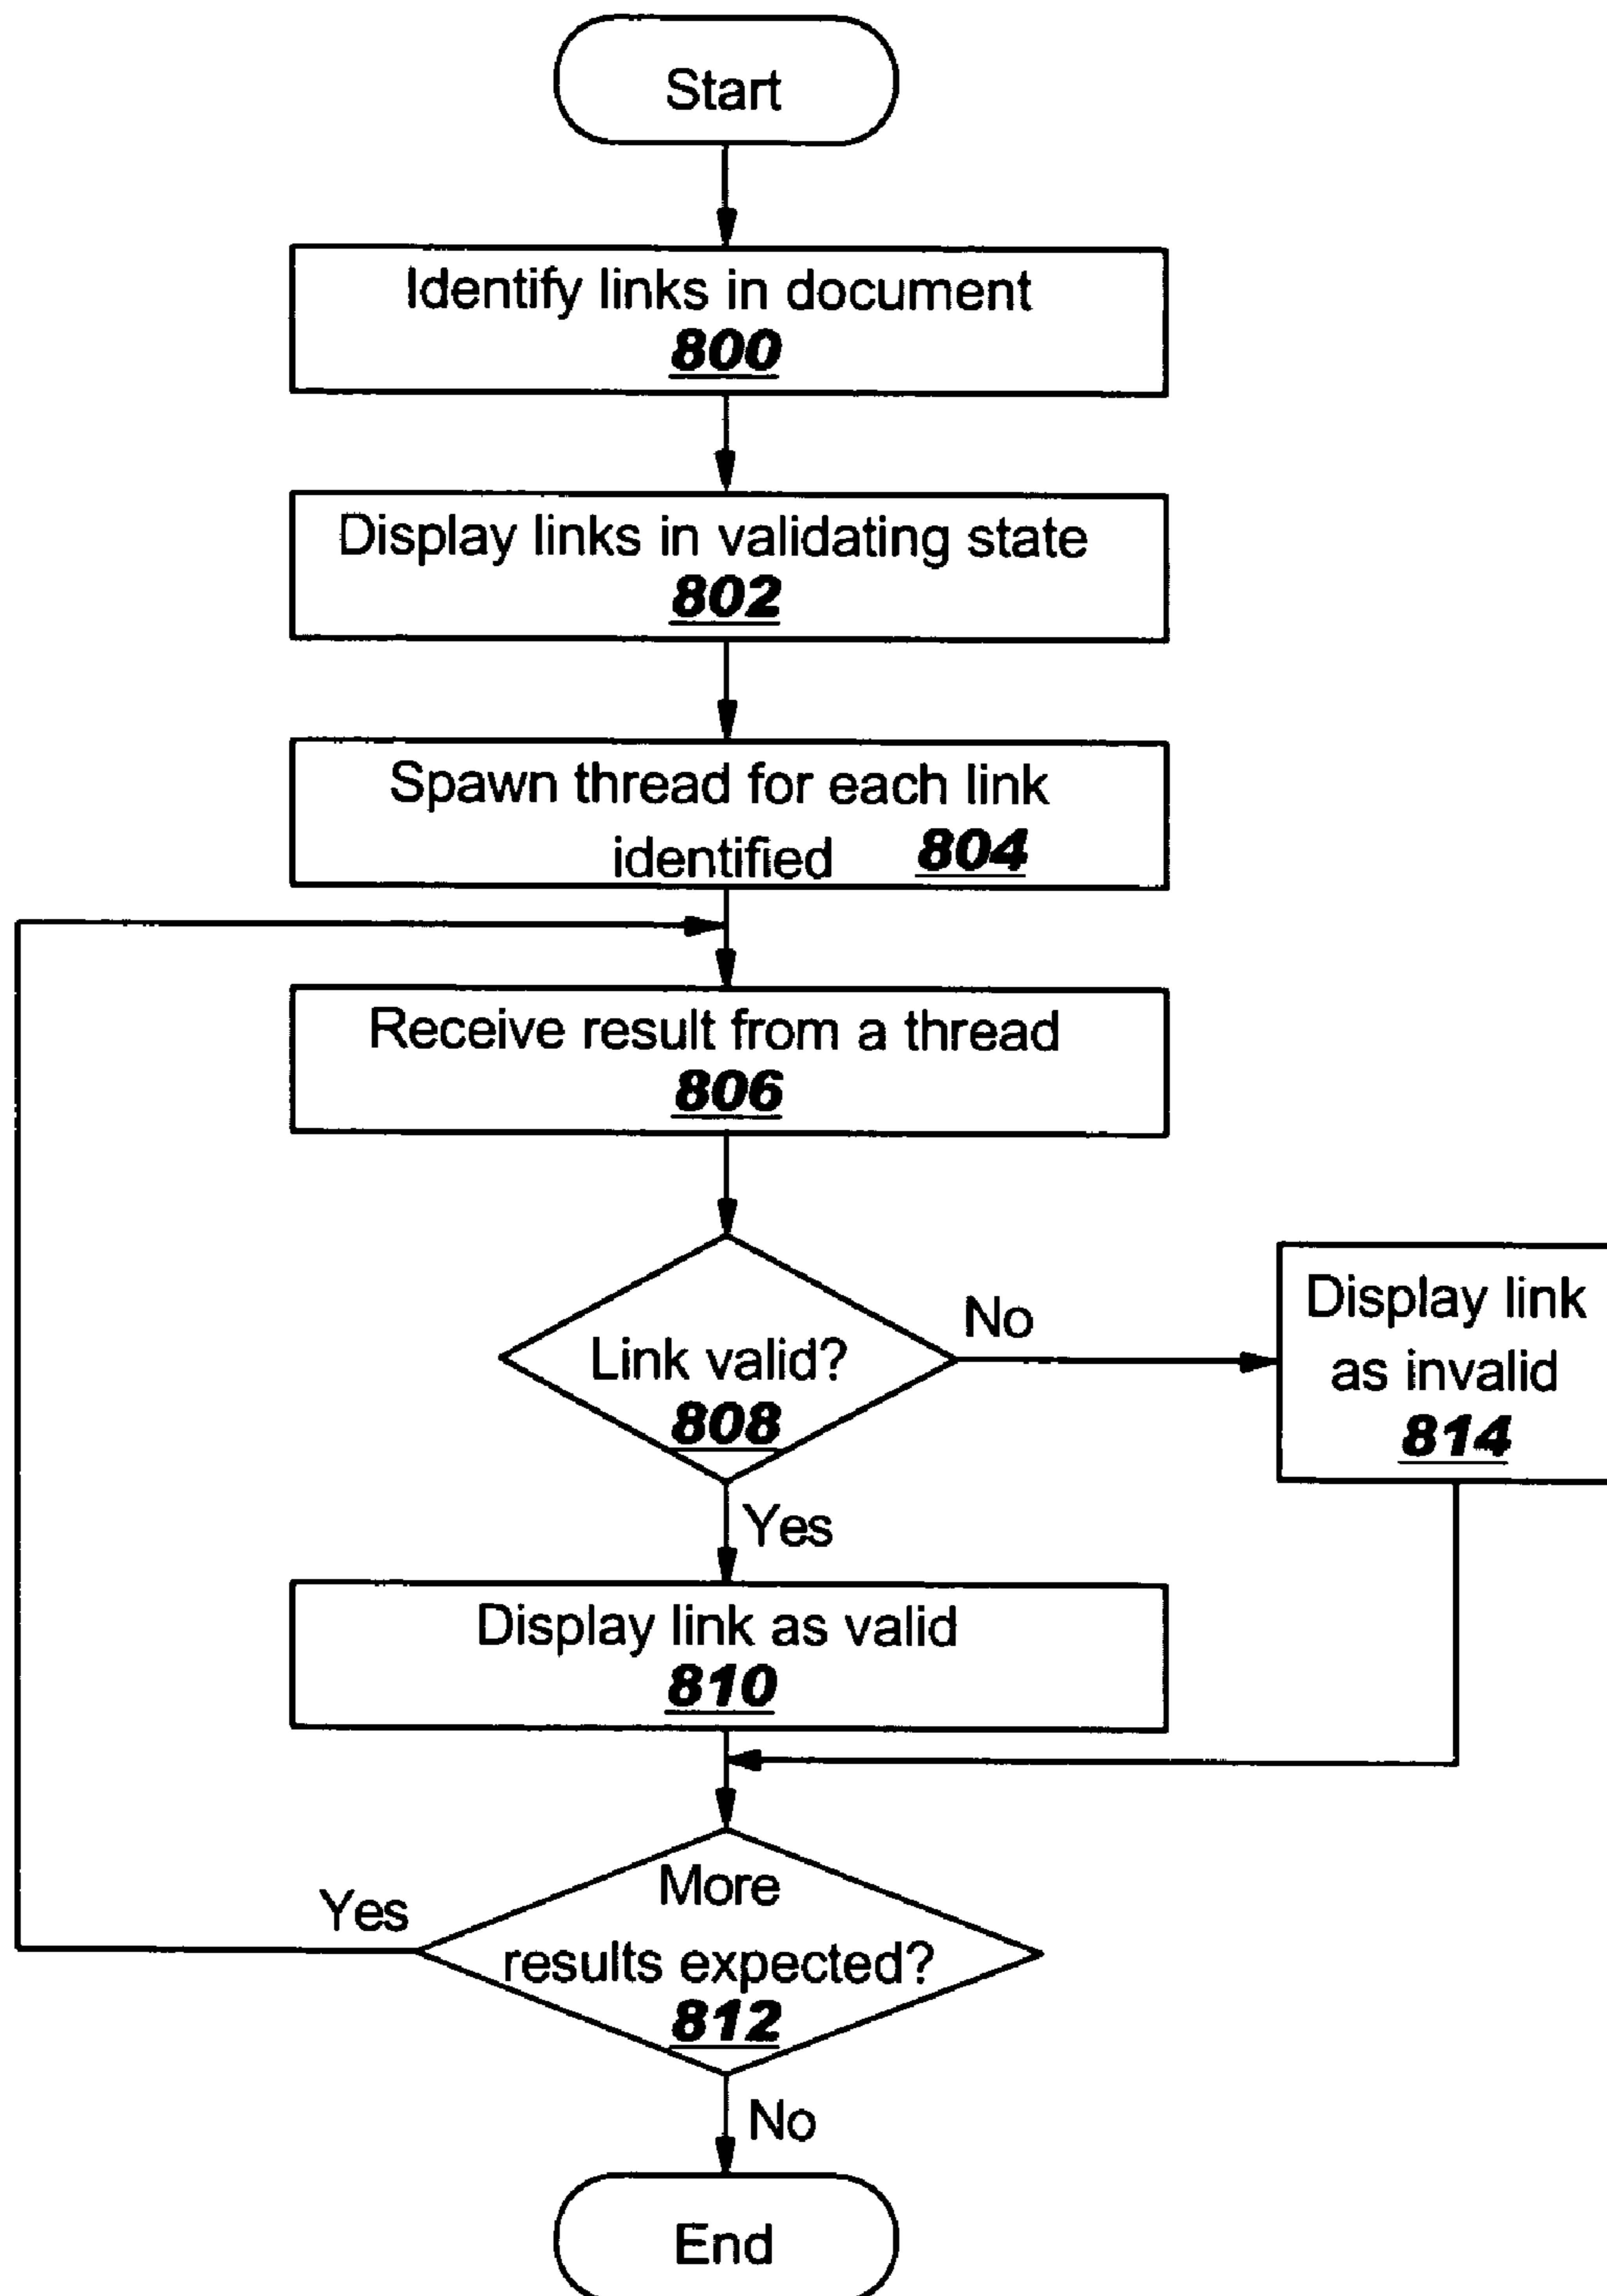 Start
Identify links in document
800
Display links in validating state
802
Spawn thread for each link
identified 804
Receive result from a thread
806
Link valid?
808
No
Display link
as invalid
814
Yes
Display link as valid
810
More
results expected?
812
Yes
No
End